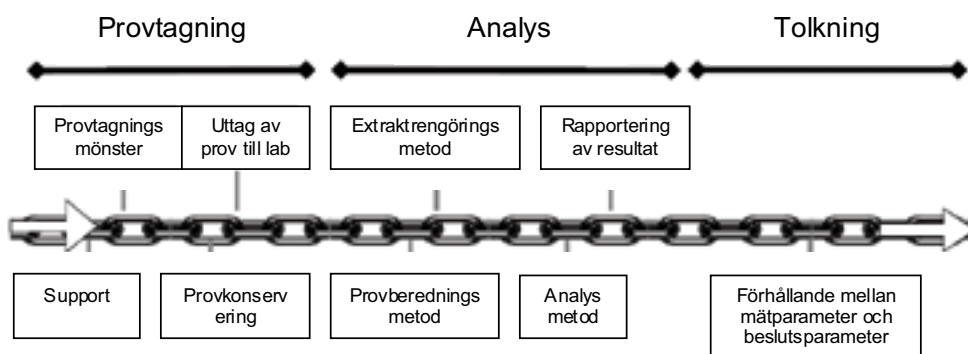 Provtagning
Analys
Tolkning
Provtagnings
mönster
Uttag av
prov till lab
Extraktrengörings
metod
Rapportering
av resultat
Support
Provkonserv
ering
Provberednings
metod
Analys
metod
Förhållande mellan
mätparameter och
beslutsparameter